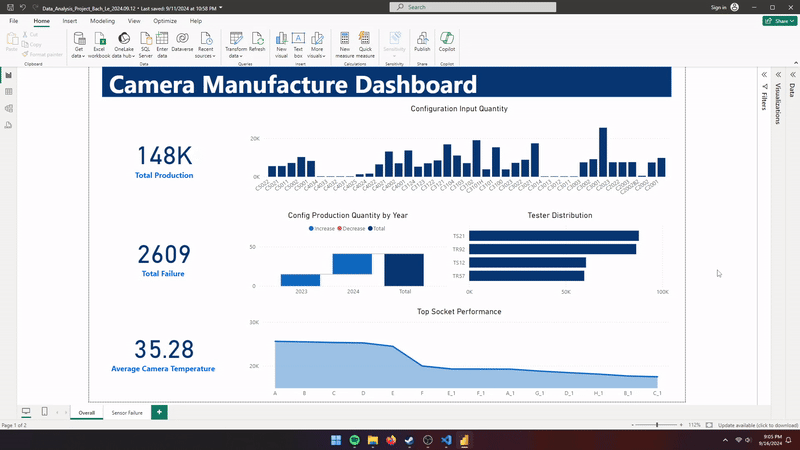 Data_Analysis_Project_Bach_Le_2024.09.12 • Last saved: 9/11/2024 at 10:58 PM
Search
Sign in
File Home Insert Modeling View Optimize Help
Share
Paste
Cut
Copy
Format painter
Get data
Excel workbook
OneLake data hub
SQL Server
Enter data
Dataverse
Recent sources
Transform data
Refresh
New visual
Text box
More visuals
New measure
Quick measure
Sensitivity
Publish
Copilot
Clipboard Data Queries Insert Calculations Sensitivity Share Copilot
Camera Manufacture Dashboard
148K
Total Production
2609
Total Failure
35.28
Average Camera Temperature
Configuration Input Quantity
20K
0K
Config Production Quantity by Year
Increase Decrease Total
50
0
2023 2024 Total
Tester Distribution
TS21
TR92
TS12
TR57
0K 50K 100K
Top Socket Performance
30K
20K
A B C D E F E_1 F_1 A_1 G_1 D_1 H_1 B_1 C_1
Filters
Visualizations
Data
Overall Sensor Failure +
Page 1 of 2
112%
Update available (click to download)
9:05 PM
9/16/2024